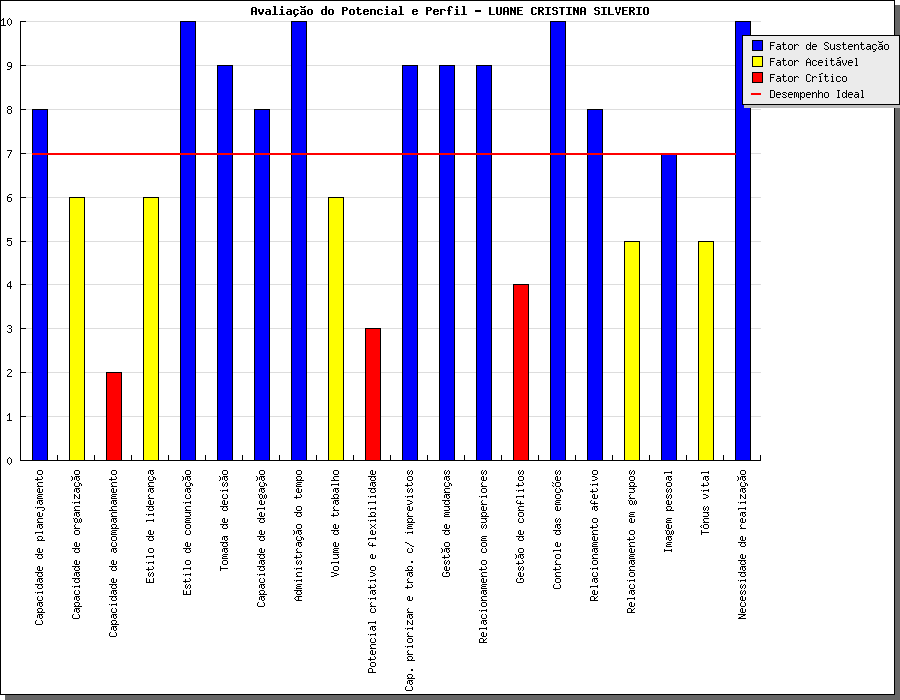 Avaliação do Potencial e Perfil - LUANE CRISTINA SILVERIO
10
9
8
7
6
5
4
3
2
1
0
Fator de Sustentação
Fator Aceitável
Fator Crítico
Desempenho Ideal
Capacidade de planejamento
Capacidade de organização
Capacidade de acompanhamento
Estilo de liderança
Estilo de comunicação
Tomada de decisão
Capacidade de delegação
Administração do tempo
Volume de trabalho
Potencial criativo e flexibilidade
Cap. priorizar e trab. c/ imprevistos
Gestão de mudanças
Relacionamento com superiores
Gestão de conflitos
Controle das emoções
Relacionamento afetivo
Relacionamento em grupos
Imagem pessoal
Tônus vital
Necessidade de realização